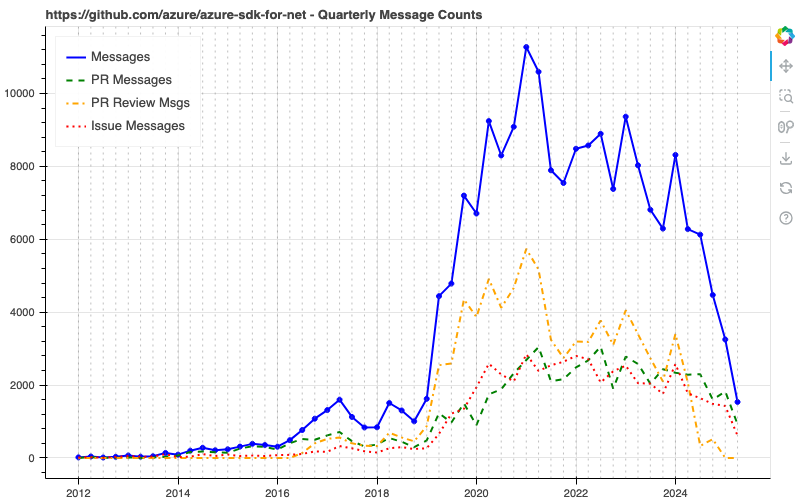 https://github.com/azure/azure-sdk-for-net - Quarterly Message Counts
Messages
PR Messages
PR Review Msgs
Issue Messages
10000
8000
6000
4000
2000
0
2012 2014 2016 2018 2020 2022 2024